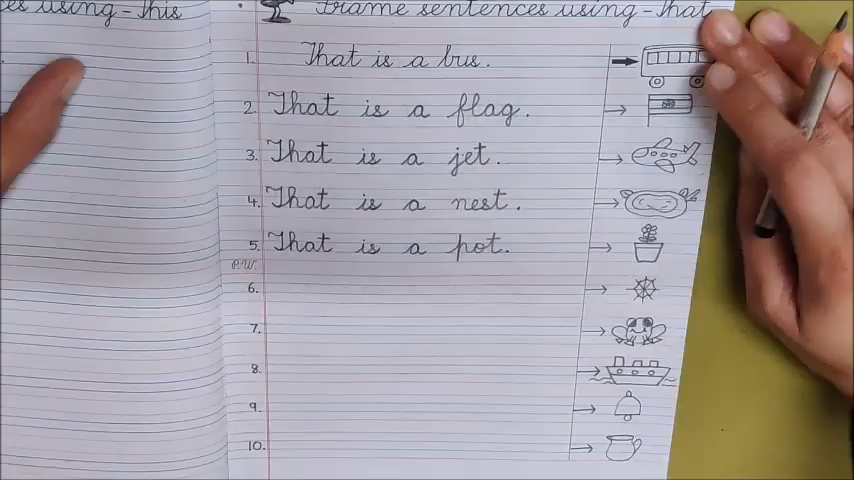 using - This
• Frame sentences using - That
1. That is a bus.
2. That is a flag.
3. That is a jet.
4. That is a nest.
5. That is a pot.
P.W.
6.
7.
8.
9.
10.